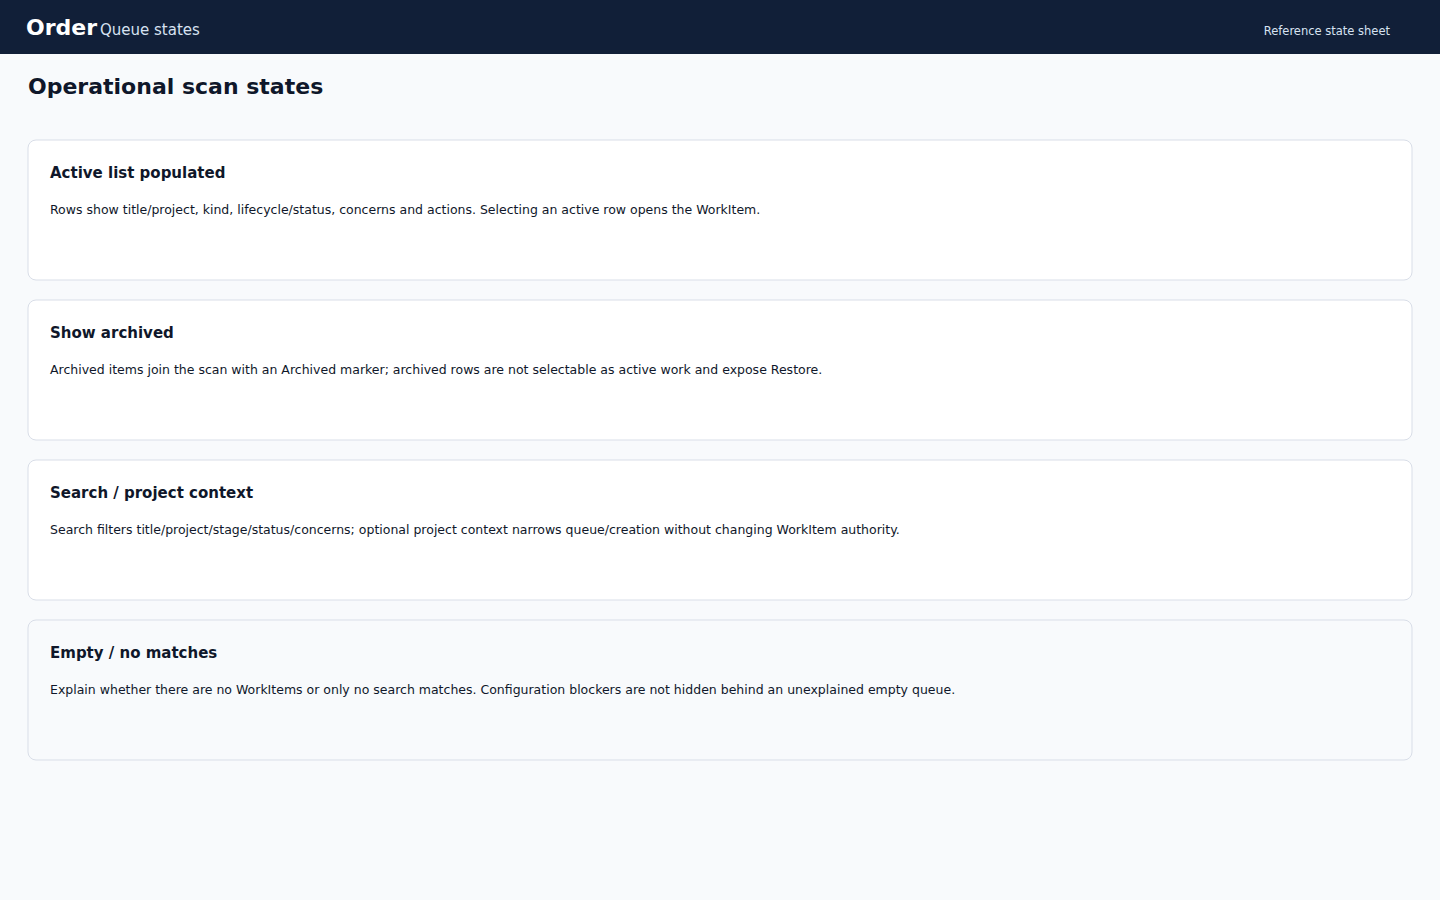 Order Queue states
Reference state sheet
Operational scan states
Active list populated
Rows show title/project, kind, lifecycle/status, concerns and actions. Selecting an active row opens the WorkItem.
Show archived
Archived items join the scan with an Archived marker; archived rows are not selectable as active work and expose Restore.
Search / project context
Search filters title/project/stage/status/concerns; optional project context narrows queue/creation without changing WorkItem authority.
Empty / no matches
Explain whether there are no WorkItems or only no search matches. Configuration blockers are not hidden behind an unexplained empty queue.